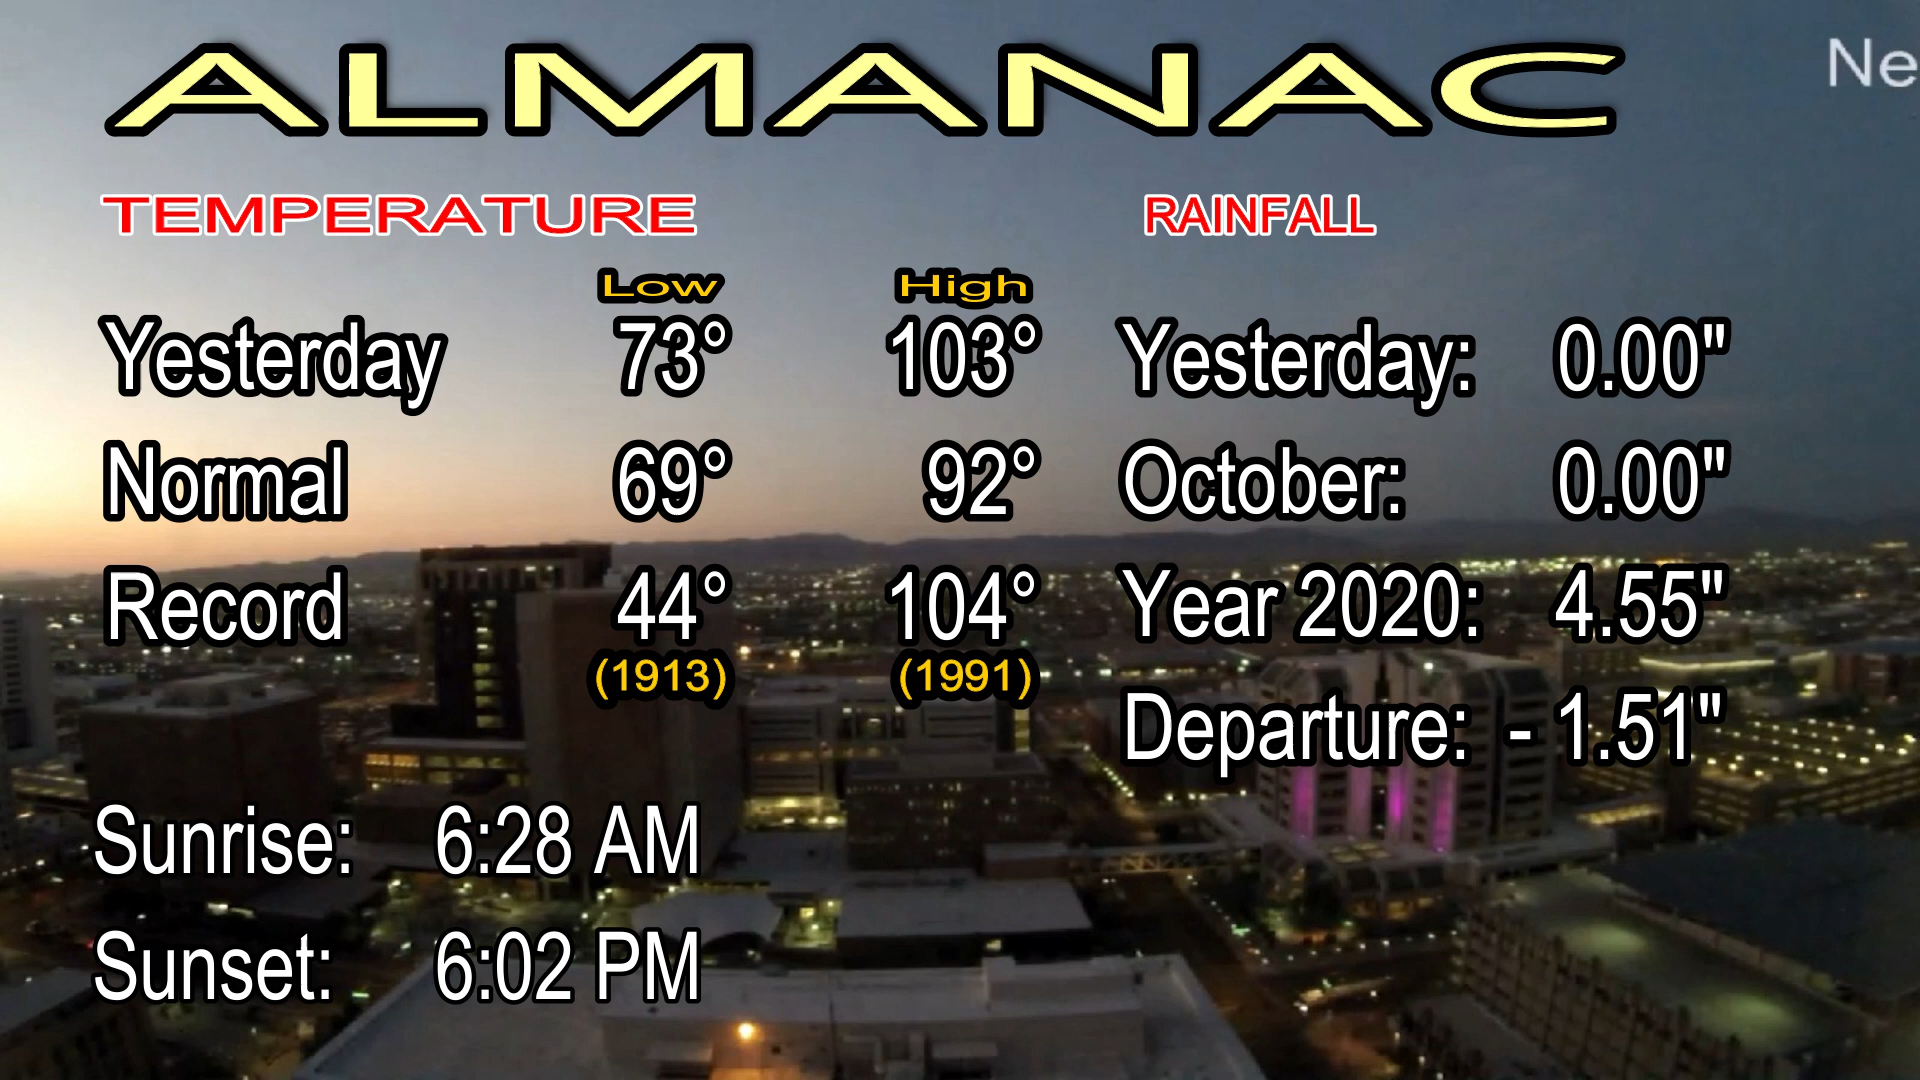 ALMANAC
Ne
TEMPERATURE
Low High
Yesterday 73° 103°
Normal 69° 92°
Record 44° 104°
(1913) (1991)
RAINFALL
Yesterday: 0.00"
October: 0.00"
Year 2020: 4.55"
Departure: - 1.51"
Sunrise: 6:28 AM
Sunset: 6:02 PM